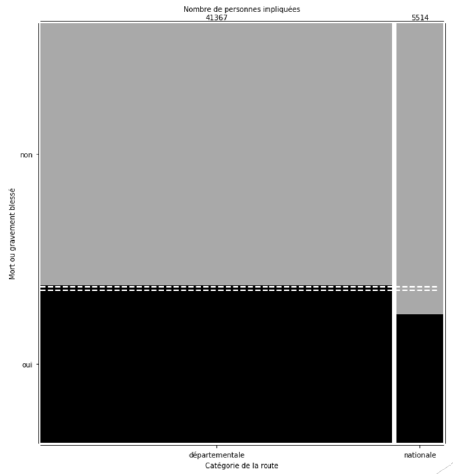 Nombre de personnes impliquées
41367 5514
non
Mort ou gravement blessé
oui
départementale nationale
Catégorie de la route